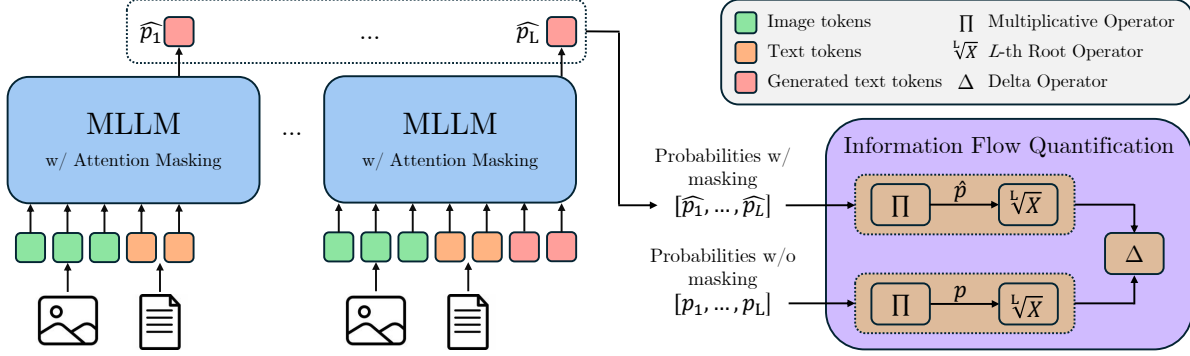 p̂₁
...
p̂_L
MLLM
w/ Attention Masking
...
MLLM
w/ Attention Masking
Image tokens
Text tokens
Generated text tokens
∏ Multiplicative Operator
ᴸ√X L-th Root Operator
Δ Delta Operator
Probabilities w/
masking
[p̂₁, ..., p̂_L]
Probabilities w/o
masking
[p₁, ..., p_L]
Information Flow Quantification
∏
p̂
ᴸ√X
Δ
∏
p
ᴸ√X